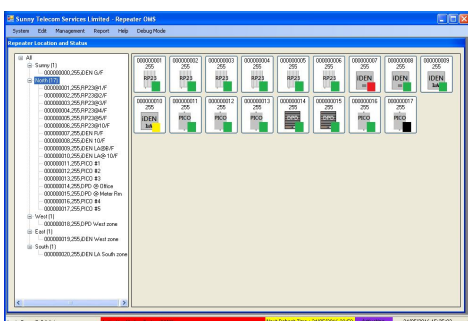 Sunny Telecom Services Limited - Repeater OMS
System Edit Management Report Help Debug Mode
Repeater Location and Status
All
Sunny (1)
000000000,255,iDEN G/F
North (17)
000000001,255,RP23@1/F
000000002,255,RP23@2/F
000000003,255,RP23@3/F
000000004,255,RP23@4/F
000000005,255,RP23@5/F
000000006,255,RP23@10/F
000000007,255,iDEN R/F
000000008,255,iDEN 10/F
000000009,255,iDEN LA@8/F
000000010,255,iDEN LA@ 10/F
000000011,255,PICO #1
000000012,255,PICO #2
000000013,255,PICO #3
000000014,255,DPD @ Office
000000015,255,DPD @ Meter Rm
000000016,255,PICO #4
000000017,255,PICO #5
West (1)
000000018,255,DPD West zone
East (1)
000000019,255,iDEN West zone
South (1)
000000020,255,iDEN LA South zone
000000001 000000002 000000003 000000004 000000005 000000006 000000007 000000008 000000009
255 255 255 255 255 255 255 255 255
RP23 RP23 RP23 RP23 RP23 RP23 iDEN iDEN iDEN
000000010 000000011 000000012 000000013 000000014 000000015 000000016 000000017
255 255 255 255 255 255 255 255
iDEN PICO PICO PICO PICO PICO